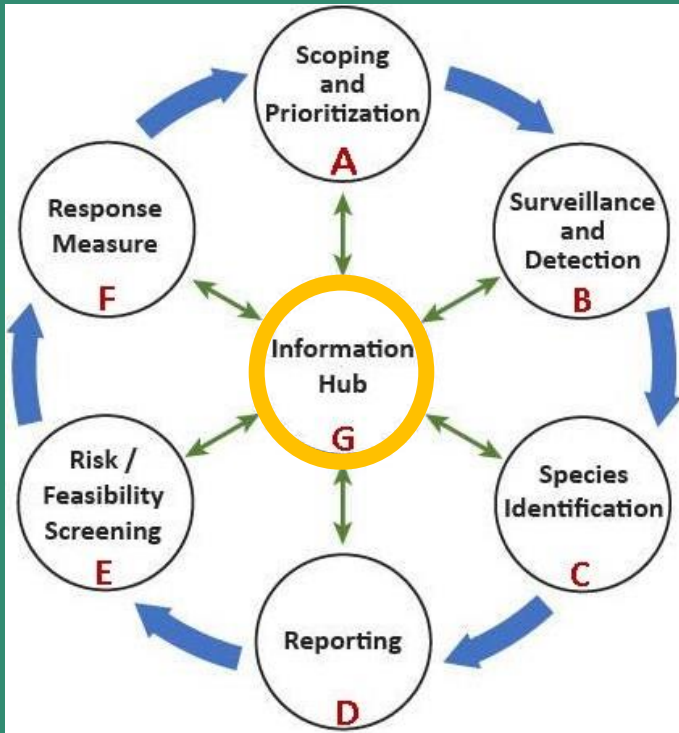 Scoping
and
Prioritization
A
Surveillance
and
Detection
B
Species
Identification
C
Reporting
D
Risk /
Feasibility
Screening
E
Response
Measure
F
Information
Hub
G